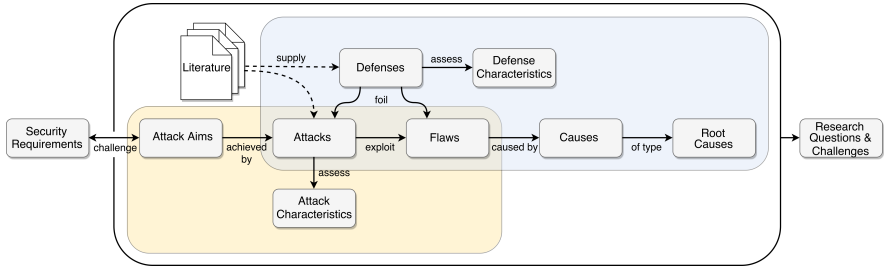 Literature
supply
Defenses
assess
Defense
Characteristics
foil
Security
Requirements
challenge
Attack Aims
achieved
by
Attacks
exploit
Flaws
caused by
Causes
of type
Root
Causes
Research
Questions &
Challenges
assess
Attack
Characteristics